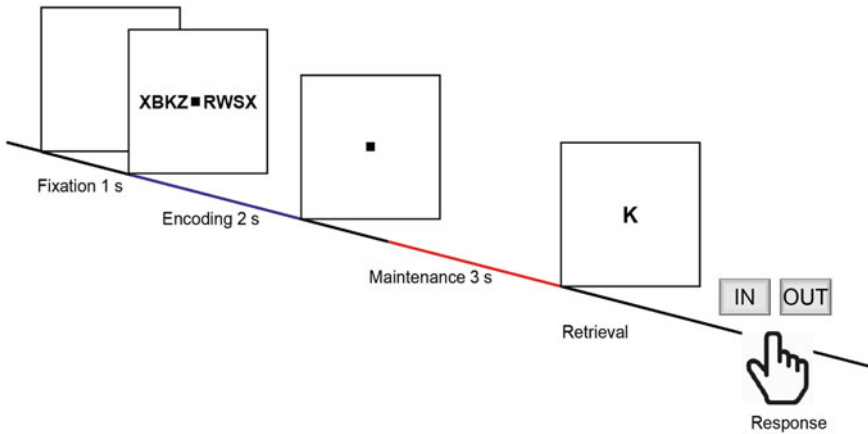 XBKZ■RWSX
Fixation 1 s
Encoding 2 s
Maintenance 3 s
K
Retrieval
IN OUT
Response